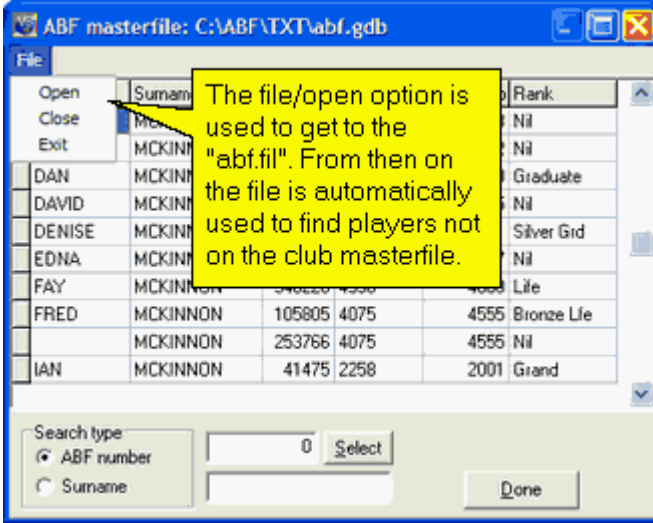 ABF masterfile: C:\ABF\TXT\abf.gdb
File
Open
Close
Exit
Rank
Nil
MCKINN Nil
DAN MCKINN Graduate
DAVID MCKINN Nil
DENISE MCKINN Silver Grd
EDNA MCKINN Nil
FAY MCKINNON Life
FRED MCKINNON 105805 4075 4555 Bronze Lfe
253766 4075 4555 Nil
IAN MCKINNON 41475 2258 2001 Grand
The file/open option is
used to get to the
"abf.fil". From then on
the file is automatically
used to find players not
on the club masterfile.
Search type
ABF number
Surname
0 Select
Done